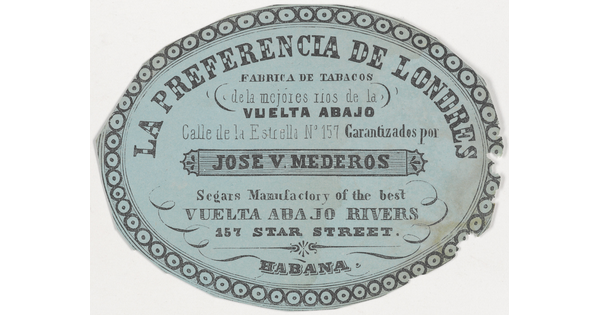 LA PREFERENCIA DE LONDRES
FABRICA DE TABACOS
de la mejores rios de la
VUELTA ABAJO
Calle de la Estrella Nº 157 Garantizados por
JOSE V. MEDEROS
Segars Manufactory of the best
VUELTA ABAJO RIVERS
157 STAR STREET.
HABANA.